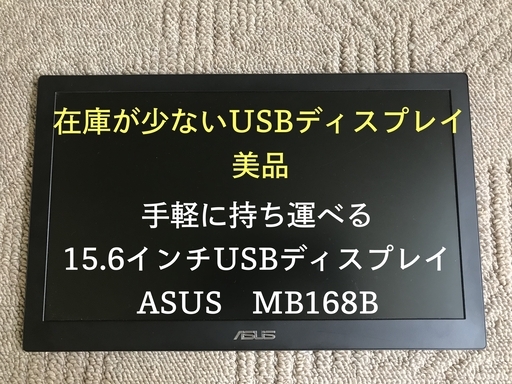 在庫が少ないUSBディスプレイ
美品
手軽に持ち運べる
15.6インチUSBディスプレイ
ASUS　MB168B
ASUS